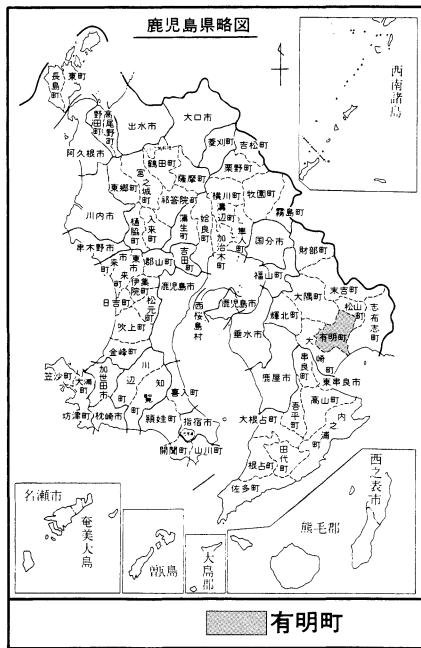 鹿児島県略図
西南諸島
長島町
東町
出水市
大口市
高尾野町
野田町
阿久根市
菱刈町
吉松町
鶴田町
宮之城町
薩摩町
栗野町
東郷町
祁答院町
横川町
牧園町
川内市
樋脇町
入来町
蒲生町
姶良町
溝辺町
加治木町
隼人町
霧島町
国分市
財部町
串木野市
市来町
東市来町
郡山町
吉田町
福山町
末吉町
伊集院町
日吉町
松元町
鹿児島市
西桜島村
鹿児島市
大隅町
松山町
志布志町
輝北町
有明町
吹上町
垂水市
大崎町
金峰町
串良町
東串良市
笠沙町
大浦町
加世田市
川辺町
知覧町
喜入町
鹿屋市
吾平町
高山町
内之浦町
坊津町
枕崎市
頴娃町
指宿市
大根占町
田代町
開聞町
山川町
根占町
佐多町
西之表市
名瀬市
奄美大島
甑島
大島郡
熊毛郡
有明町